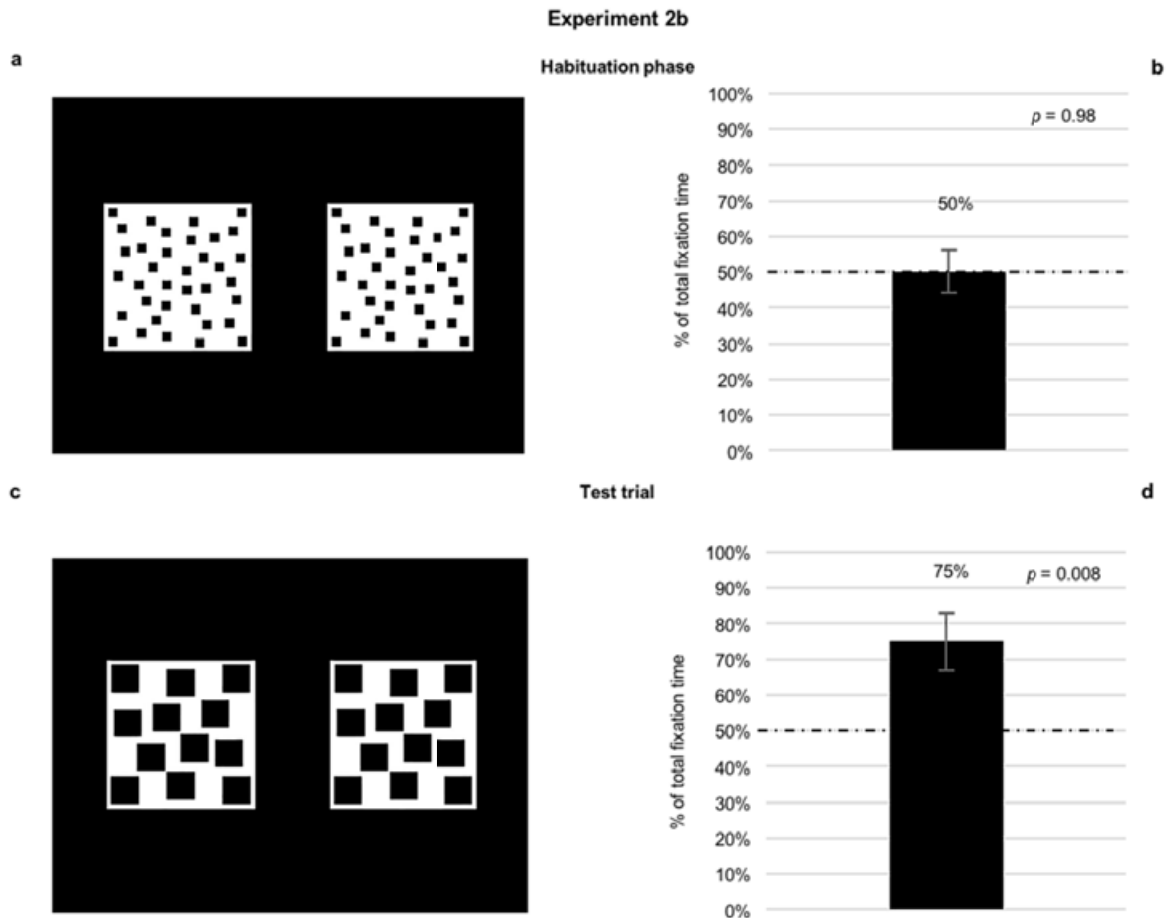 Experiment 2b
a
Habituation phase
b
100%
90%
80%
70%
60%
50%
40%
30%
20%
10%
0%
% of total fixation time
p = 0.98
50%
c
Test trial
d
100%
90%
80%
70%
60%
50%
40%
30%
20%
10%
0%
% of total fixation time
75%
p = 0.008